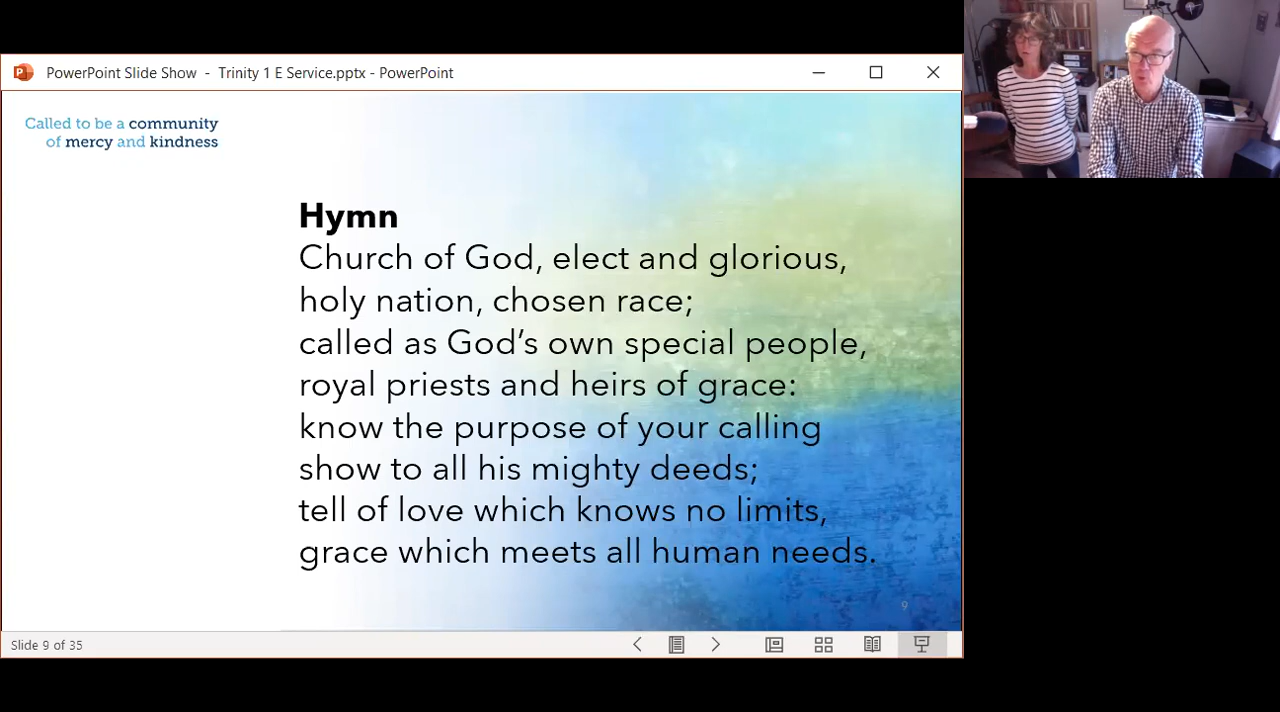 PowerPoint Slide Show - Trinity 1 E Service.pptx - PowerPoint
Called to be a community
of mercy and kindness
Hymn
Church of God, elect and glorious,
holy nation, chosen race;
called as God’s own special people,
royal priests and heirs of grace:
know the purpose of your calling
show to all his mighty deeds;
tell of love which knows no limits,
grace which meets all human needs.
9
Slide 9 of 35